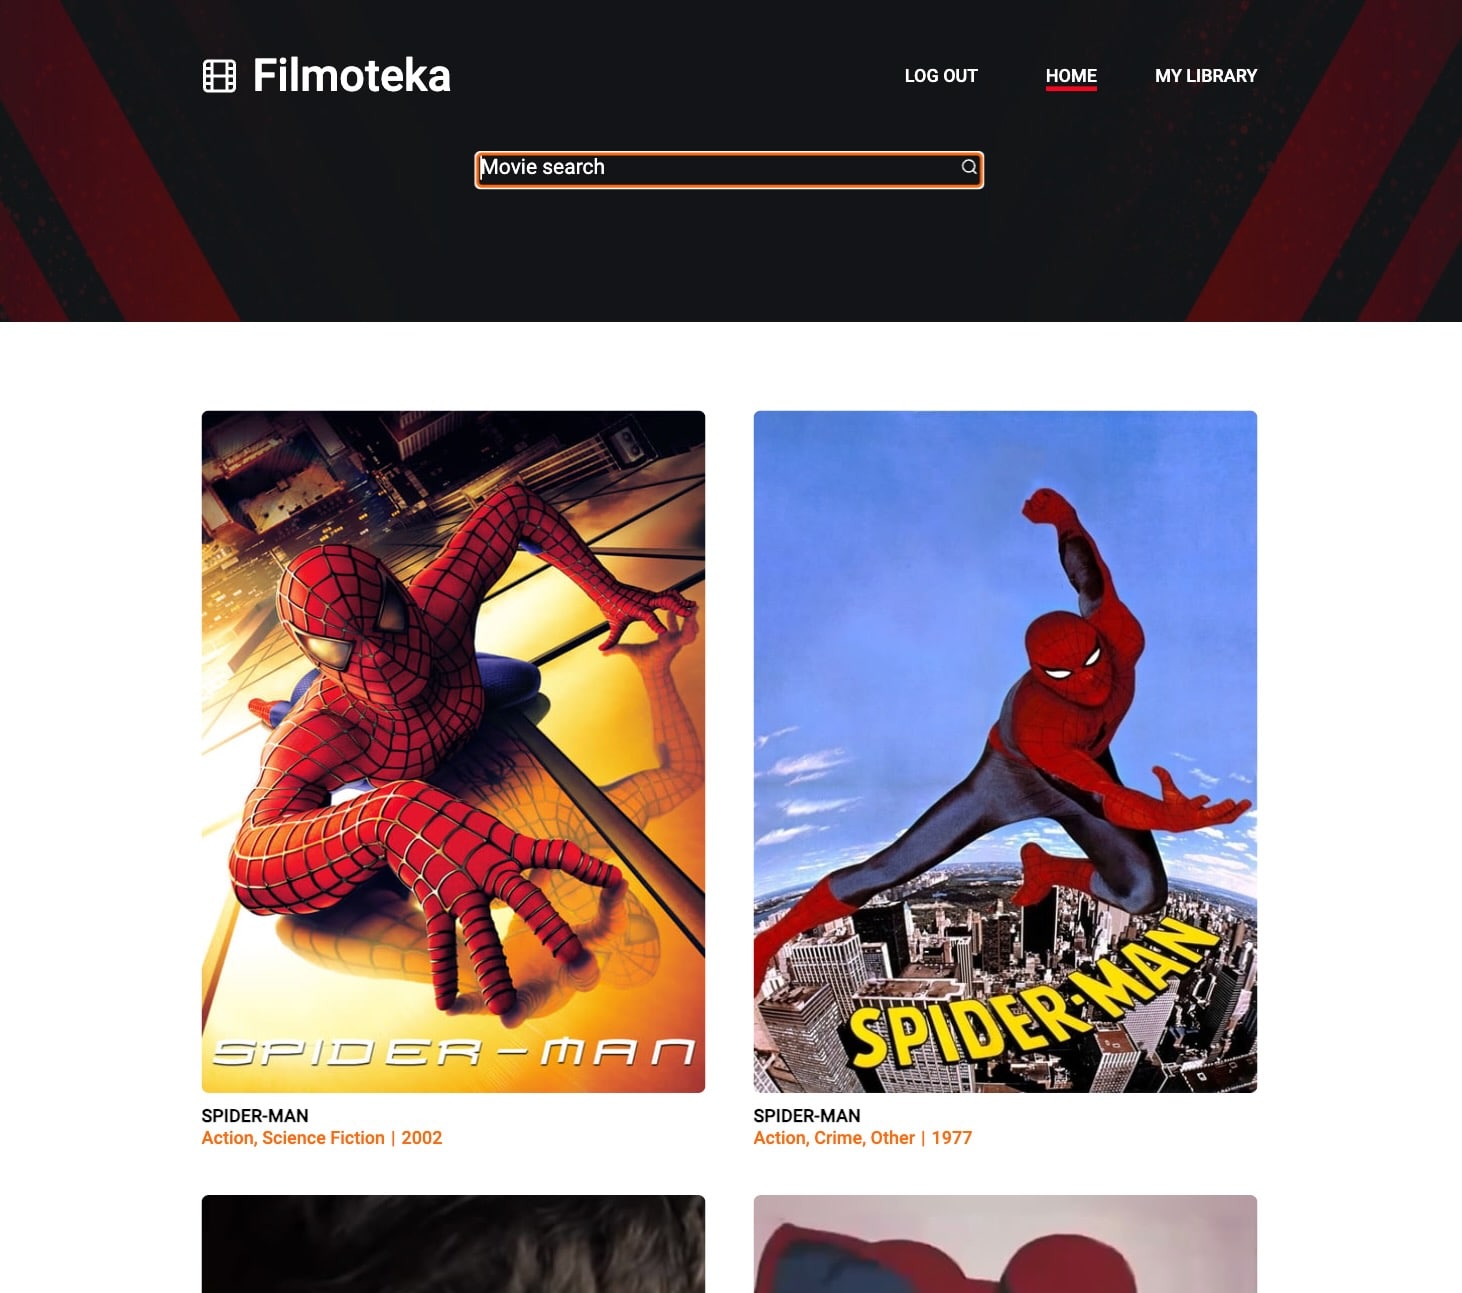 Filmoteka
LOG OUT HOME MY LIBRARY
Movie search
SPIDER-MAN
SPIDER-MAN
SPIDER-MAN
Action, Science Fiction | 2002
SPIDER-MAN
Action, Crime, Other | 1977